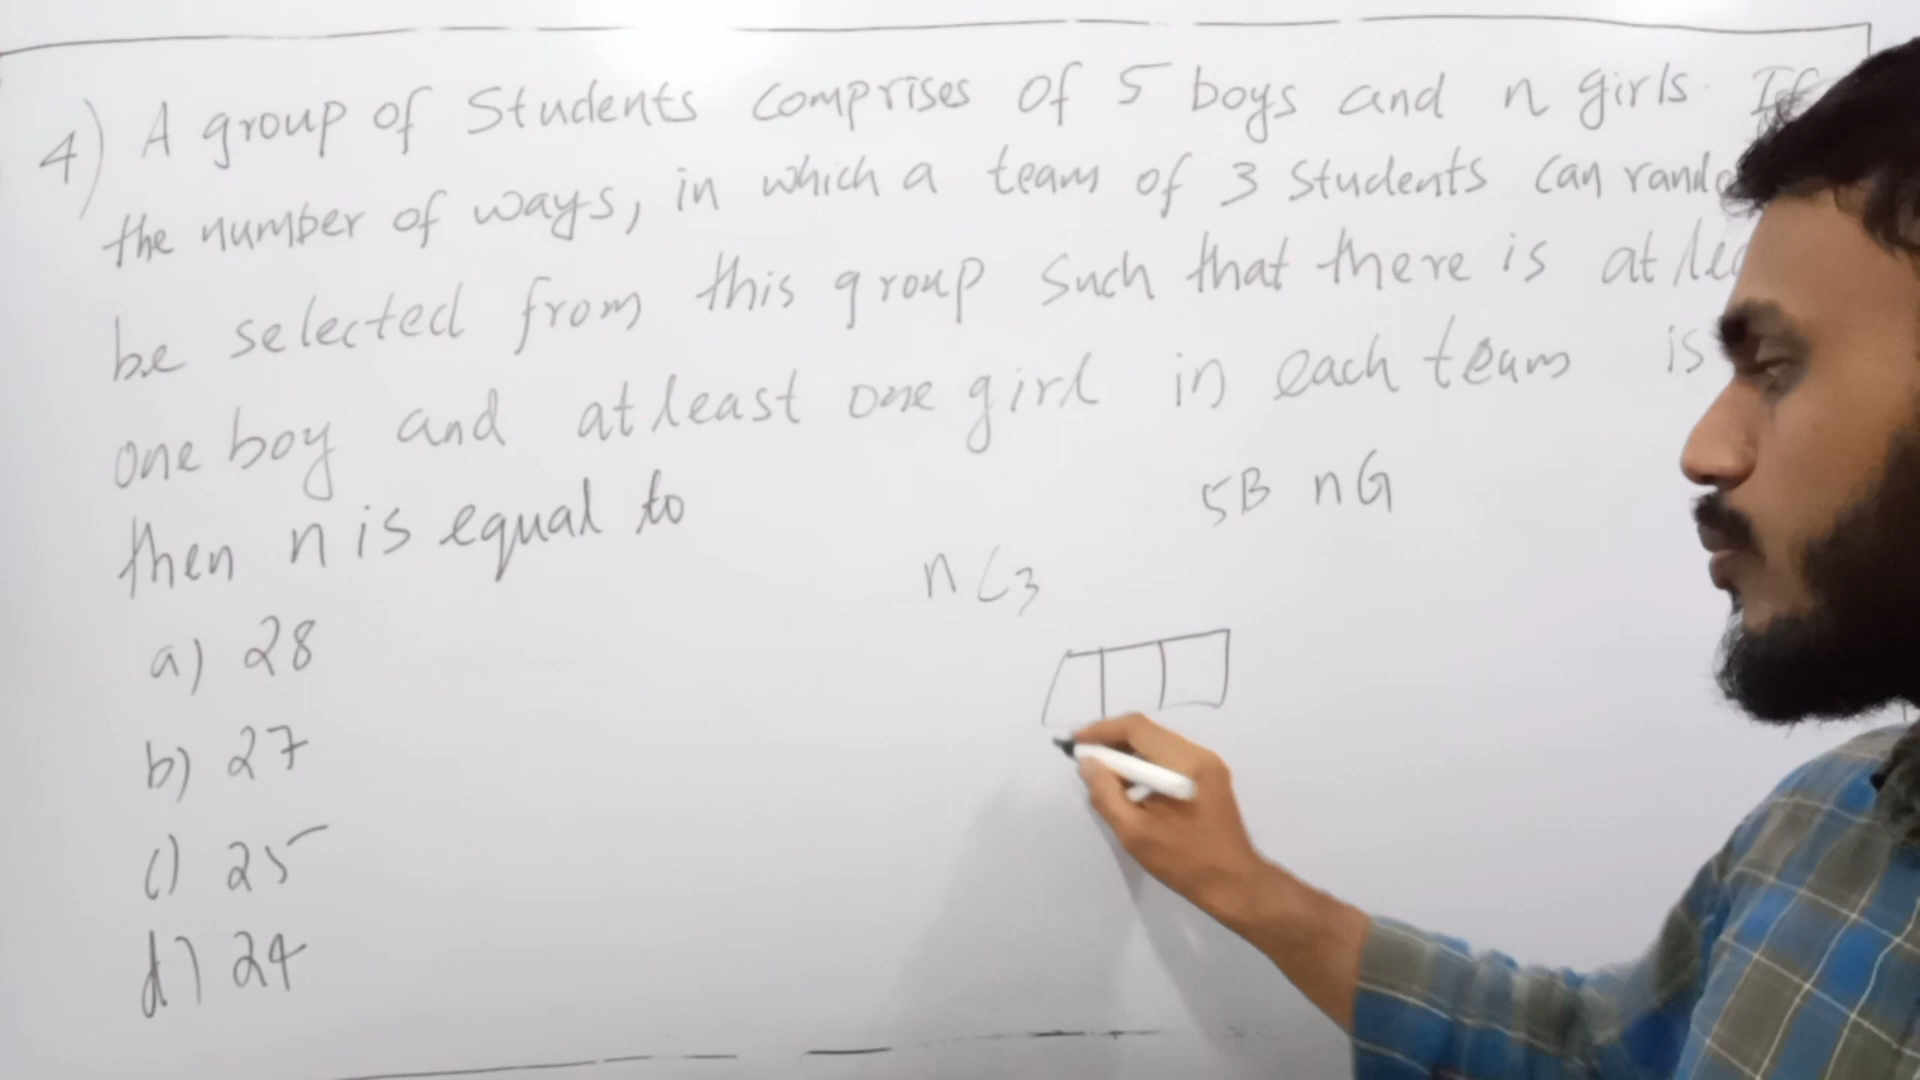 4) A group of Students comprises of 5 boys and n girls. If
the number of ways, in which a team of 3 Students can
be selected from this group such that there is at
one boy and atleast one girl in each team is
then n is equal to
5B nG
nC3
a) 28
b) 27
c) 25
d) 24